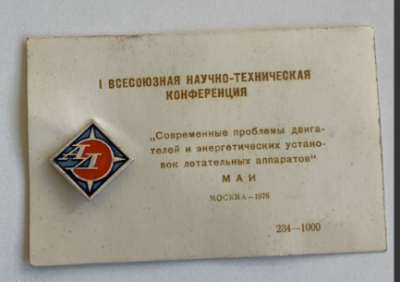 I ВСЕСОЮЗНАЯ НАУЧНО-ТЕХНИЧЕСКАЯ
КОНФЕРЕНЦИЯ
„Современные проблемы двига-
телей и энергетических устано-
вок летательных аппаратов"
МАИ
МОСКВА—1976
234—1000